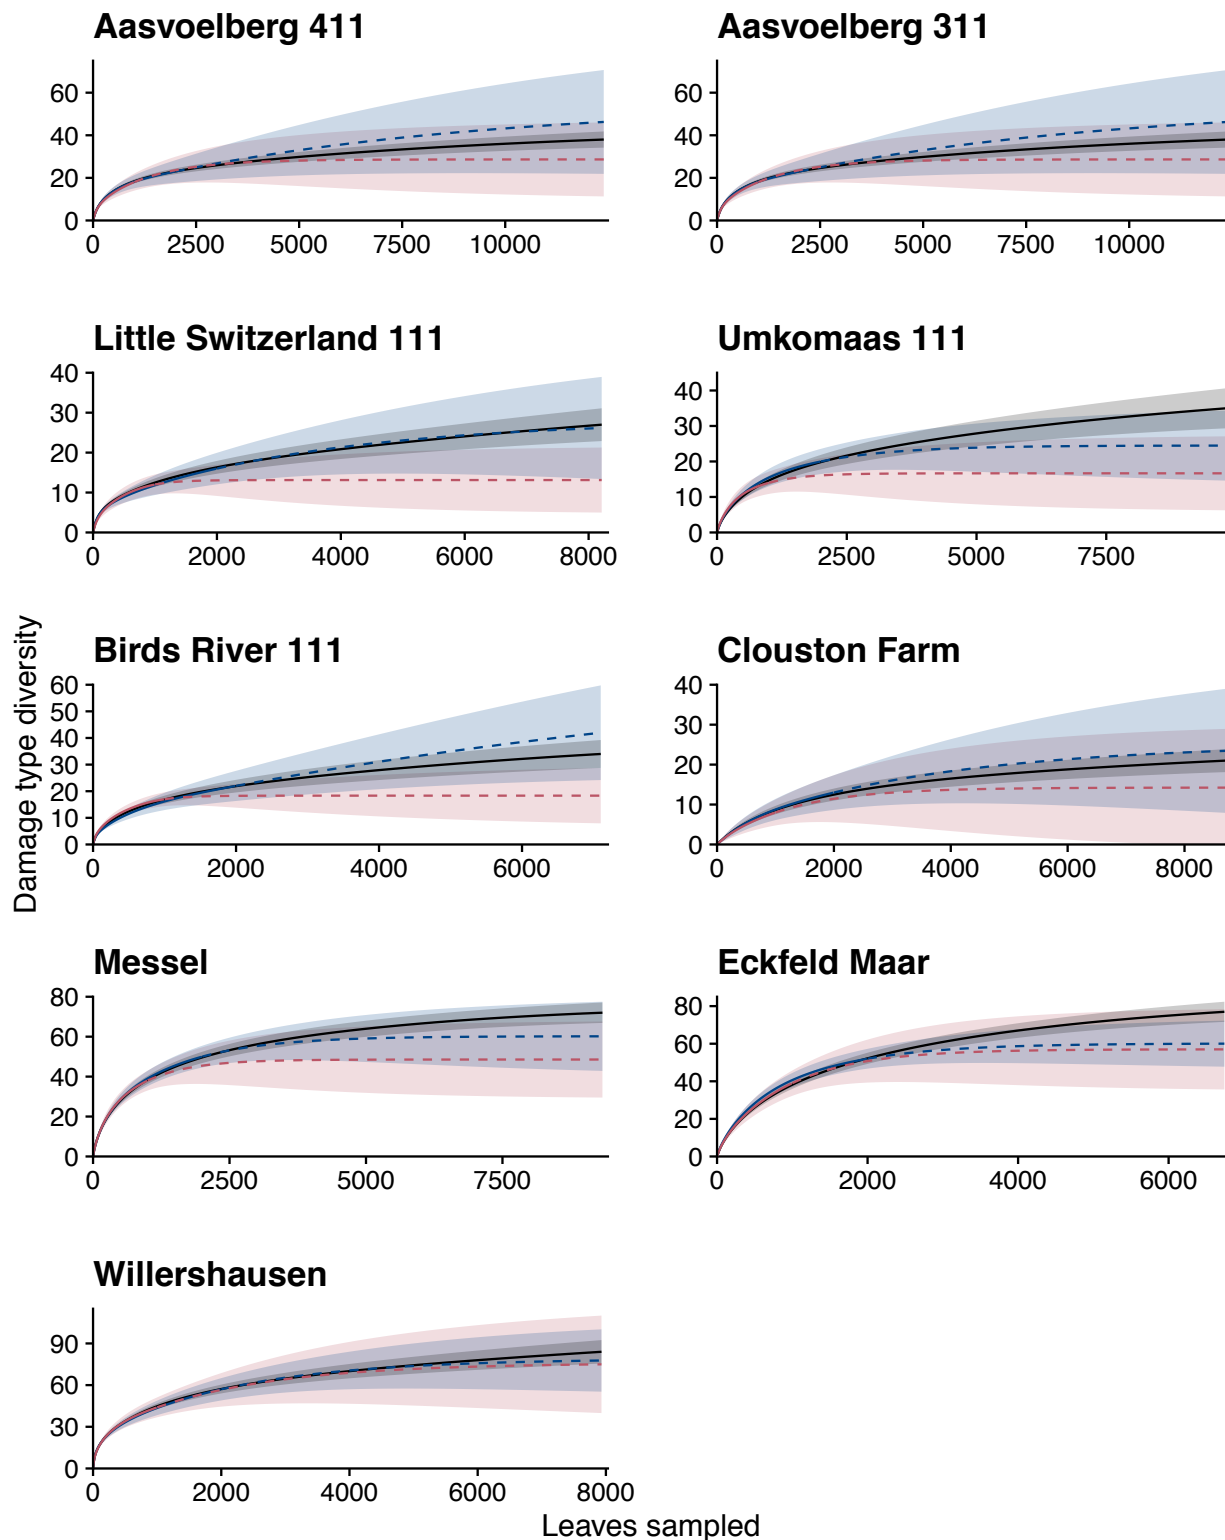 Aasvoelberg 411
60
40
20
0
0 2500 5000 7500 10000
Aasvoelberg 311
60
40
20
0
0 2500 5000 7500 10000
Little Switzerland 111
40
30
20
10
0
0 2000 4000 6000 8000
Umkomaas 111
40
30
20
10
0
0 2500 5000 7500
Damage type diversity
Birds River 111
60
50
40
30
20
10
0
0 2000 4000 6000
Clouston Farm
40
30
20
10
0
0 2000 4000 6000 8000
Messel
80
60
40
20
0
0 2500 5000 7500
Eckfeld Maar
80
60
40
20
0
0 2000 4000 6000
Willershausen
90
60
30
0
0 2000 4000 6000 8000
Leaves sampled